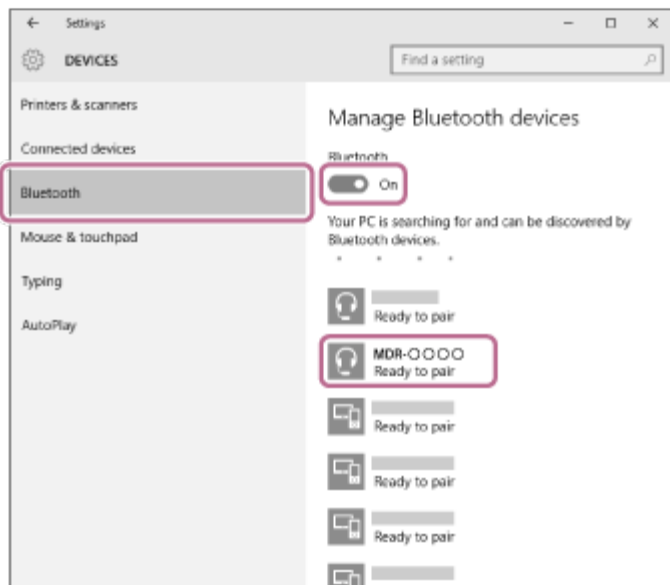 Settings
DEVICES
Find a setting
Printers & scanners
Connected devices
Bluetooth
Mouse & touchpad
Typing
AutoPlay
Manage Bluetooth devices
Bluetooth
On
Your PC is searching for and can be discovered by
Bluetooth devices.
Ready to pair
MDR-○○○○
Ready to pair
Ready to pair
Ready to pair
Ready to pair